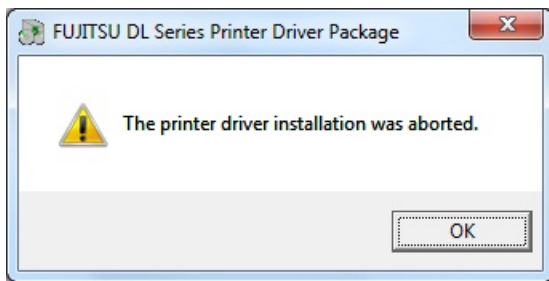 FUJITSU DL Series Printer Driver Package
The printer driver installation was aborted.
OK